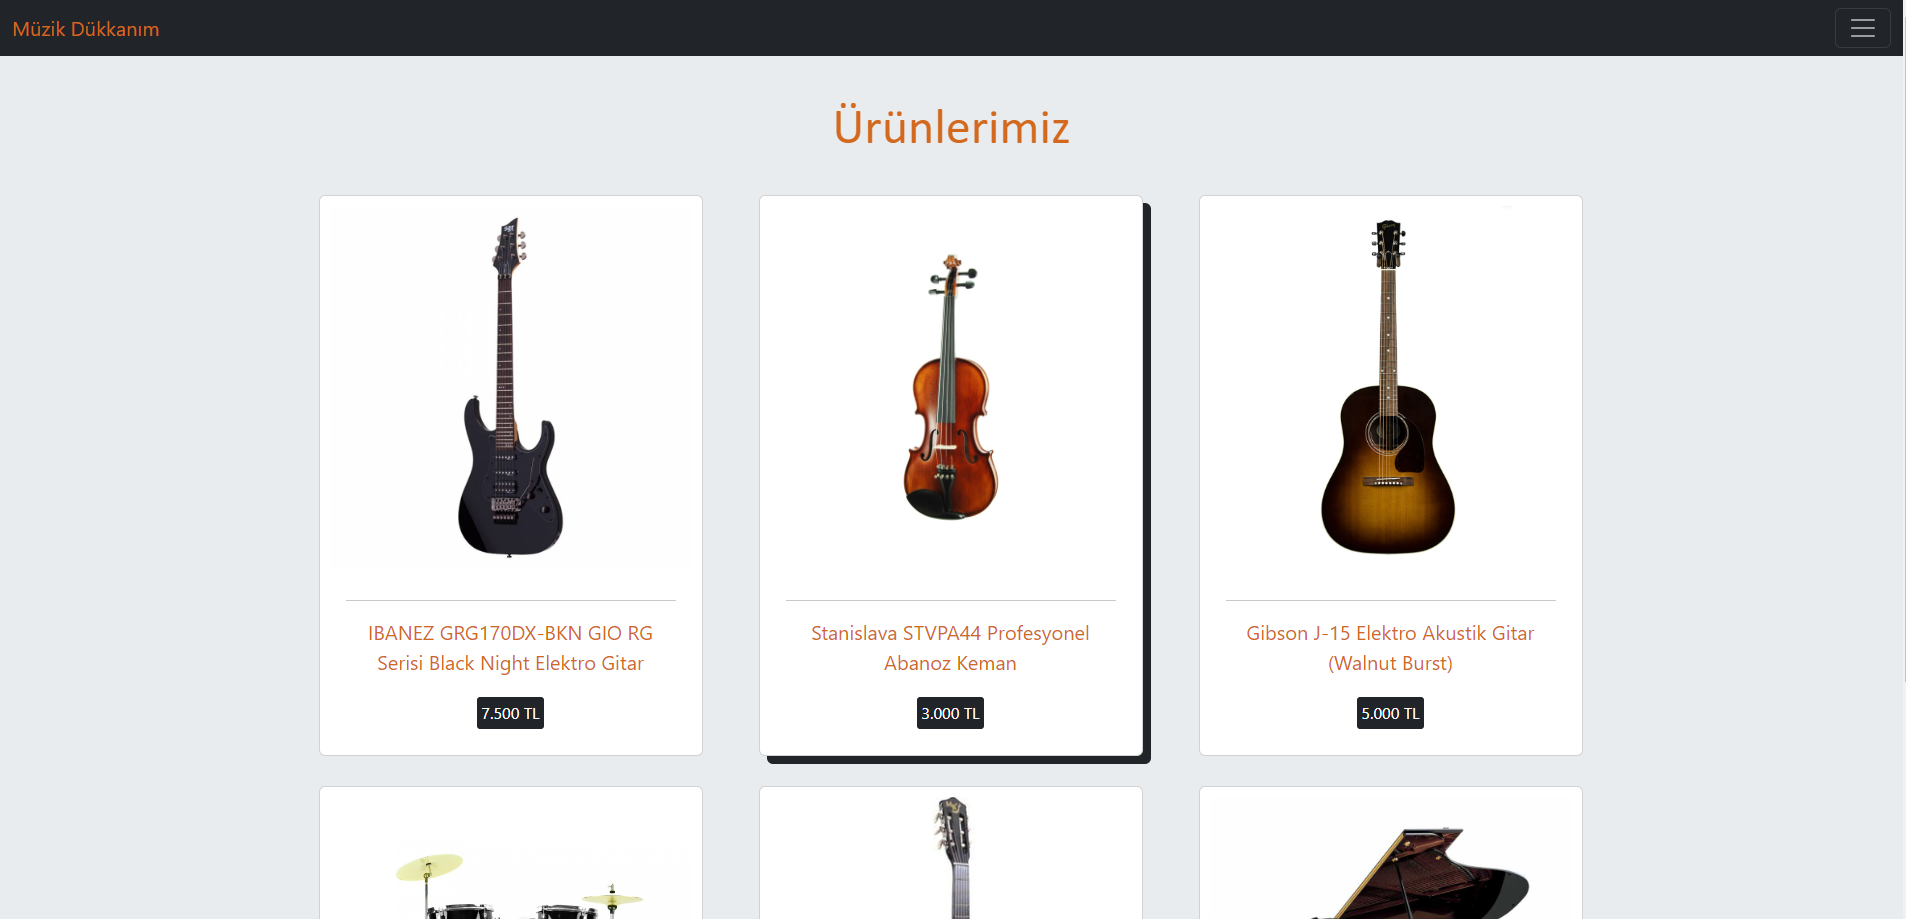 Müzik Dükkanım
Ürünlerimiz
IBANEZ GRG170DX-BKN GIO RG
Serisi Black Night Elektro Gitar
7.500 TL
Stanislava STVPA44 Profesyonel
Abanoz Keman
3.000 TL
Gibson J-15 Elektro Akustik Gitar
(Walnut Burst)
5.000 TL